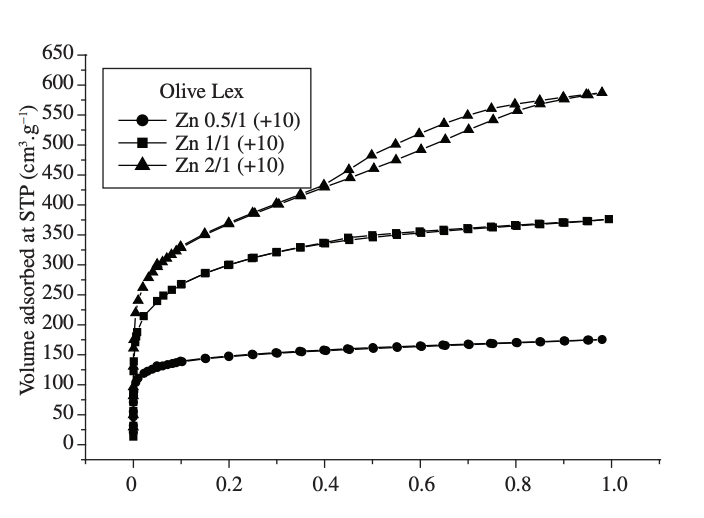 650
600
550
500
450
400
350
300
250
200
150
100
50
0
Volume adsorbed at STP (cm³.g⁻¹)
Olive Lex
Zn 0.5/1 (+10)
Zn 1/1 (+10)
Zn 2/1 (+10)
0 0.2 0.4 0.6 0.8 1.0